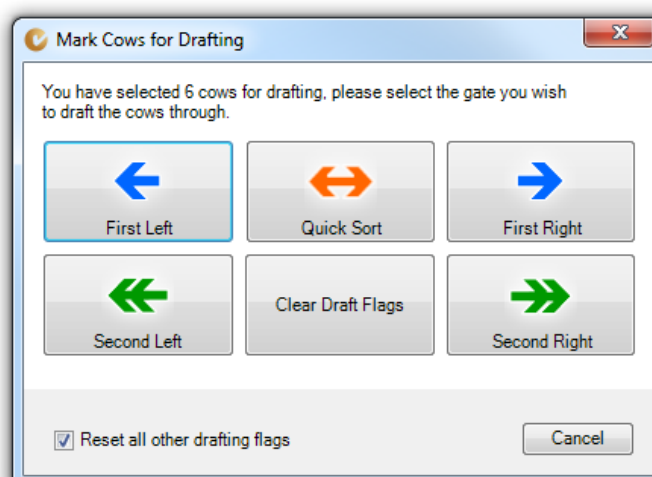 Mark Cows for Drafting
You have selected 6 cows for drafting, please select the gate you wish
to draft the cows through.
First Left
Quick Sort
First Right
Second Left
Clear Draft Flags
Second Right
Reset all other drafting flags
Cancel